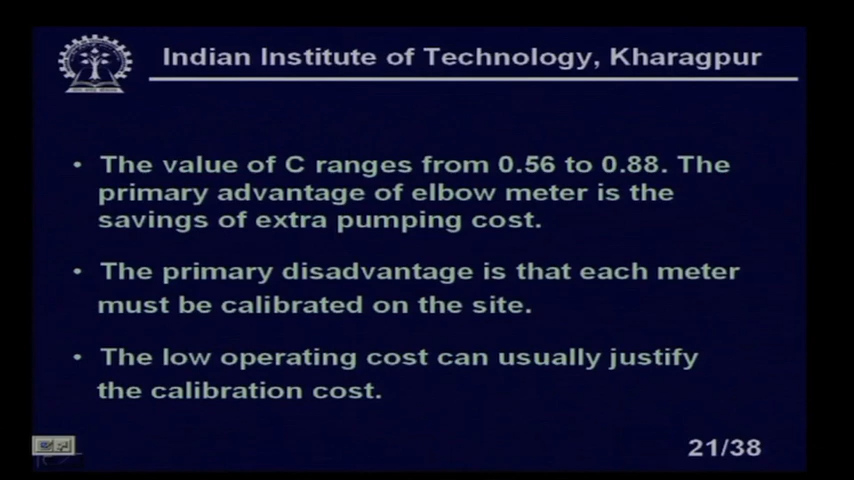 Indian Institute of Technology, Kharagpur
• The value of C ranges from 0.56 to 0.88. The
primary advantage of elbow meter is the
savings of extra pumping cost.
• The primary disadvantage is that each meter
must be calibrated on the site.
• The low operating cost can usually justify
the calibration cost.
21/38